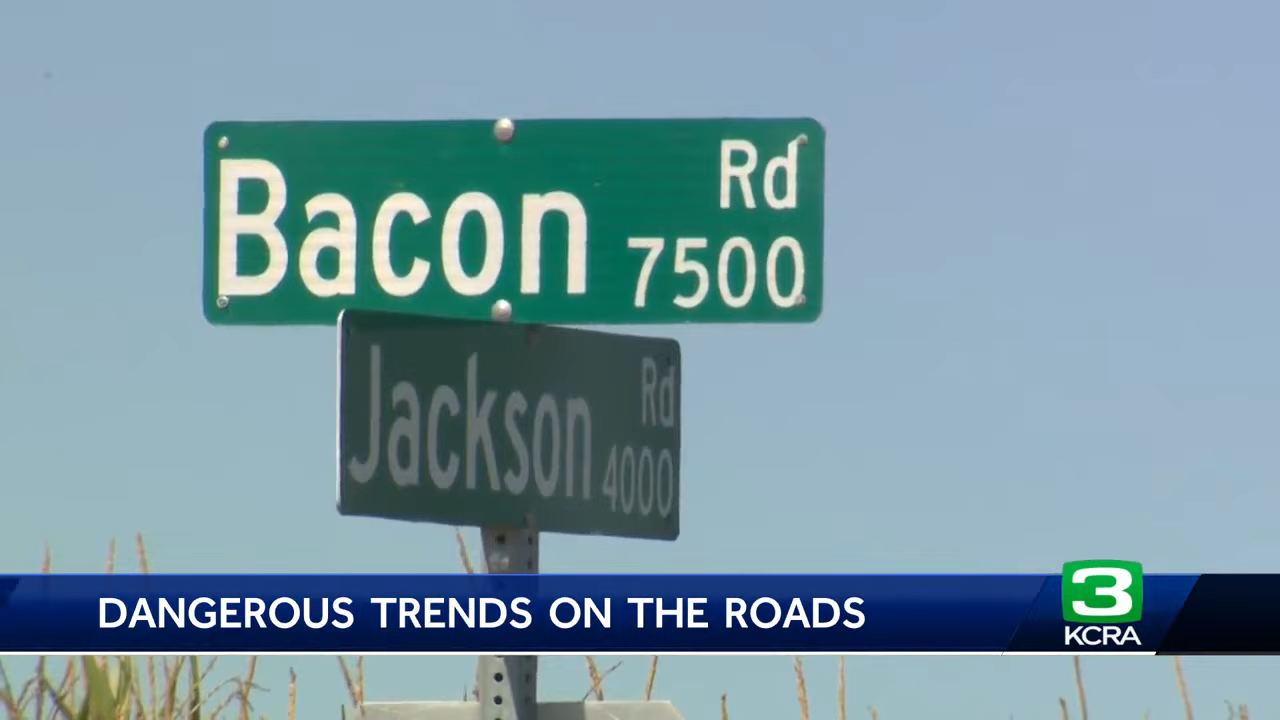 Bacon Rd
7500
Jackson Rd
4000
DANGEROUS TRENDS ON THE ROADS
3
KCRA